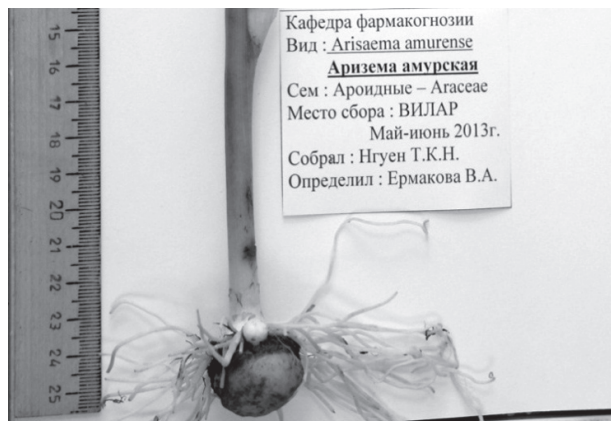 Кафедра фармакогнозии
Вид : Arisaema amurense
Аризема амурская
Сем : Ароидные – Araceae
Место сбора : ВИЛАР
Май-июнь 2013г.
Собрал : Нгуен Т.К.Н.
Определил : Ермакова В.А.
15
16
17
18
19
20
21
22
23
24
25